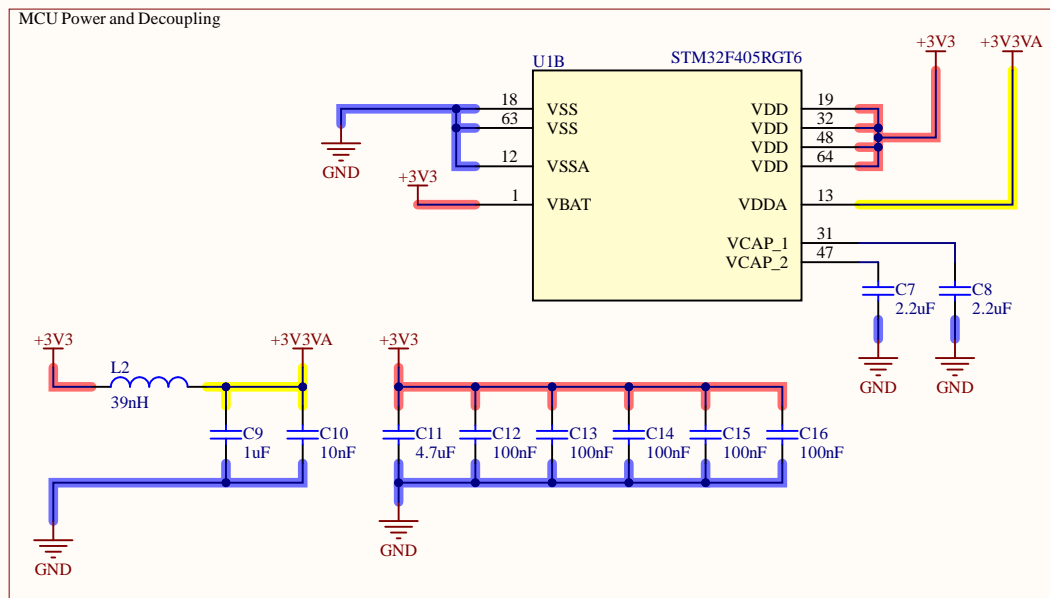 MCU Power and Decoupling
U1B
STM32F405RGT6
+3V3
+3V3VA
18
VSS
63
VSS
12
VSSA
1
VBAT
VDD
19
VDD
32
VDD
48
VDD
64
VDDA
13
VCAP_1
31
VCAP_2
47
GND
+3V3
C7
2.2uF
C8
2.2uF
GND
GND
+3V3
L2
39nH
+3V3VA
C9
1uF
C10
10nF
GND
+3V3
C11
4.7uF
C12
100nF
C13
100nF
C14
100nF
C15
100nF
C16
100nF
GND